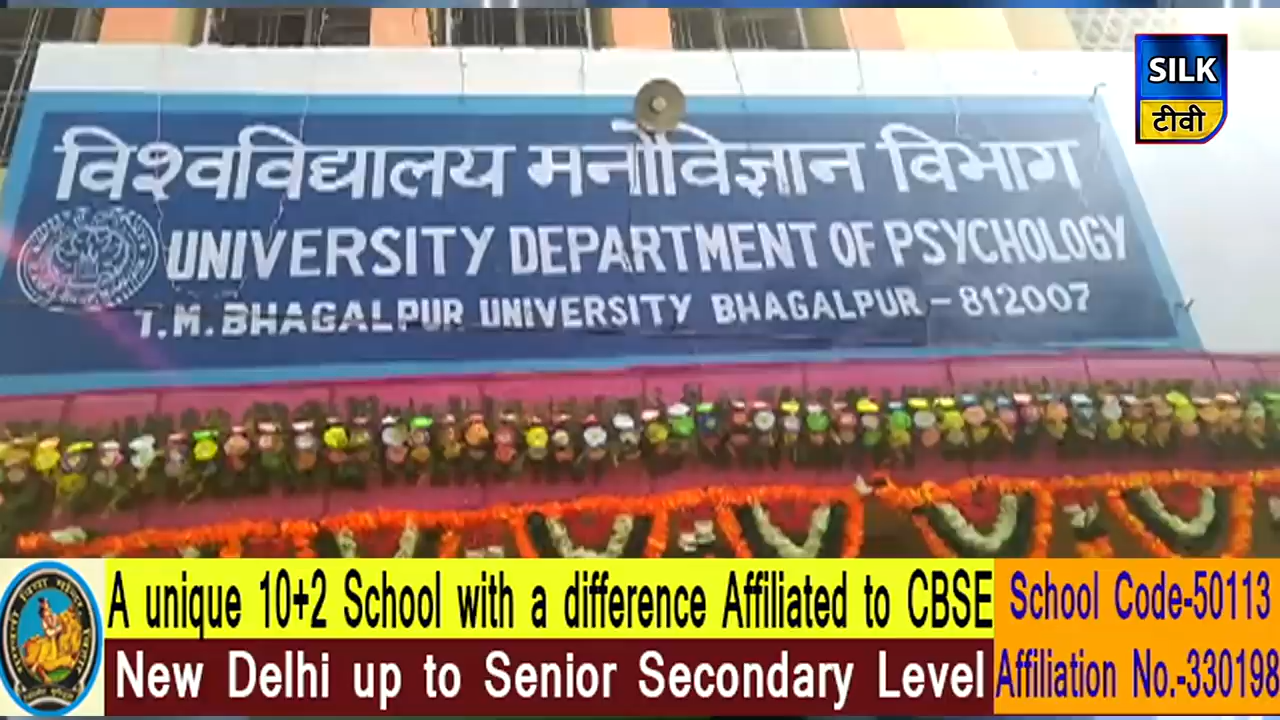 SILK
टीवी
विश्वविद्यालय मनोविज्ञान विभाग
UNIVERSITY DEPARTMENT OF PSYCHOLOGY
T.M.BHAGALPUR UNIVERSITY BHAGALPUR - 812007
A unique 10+2 School with a difference Affiliated to CBSE
New Delhi up to Senior Secondary Level
School Code-50113
Affiliation No.-330198